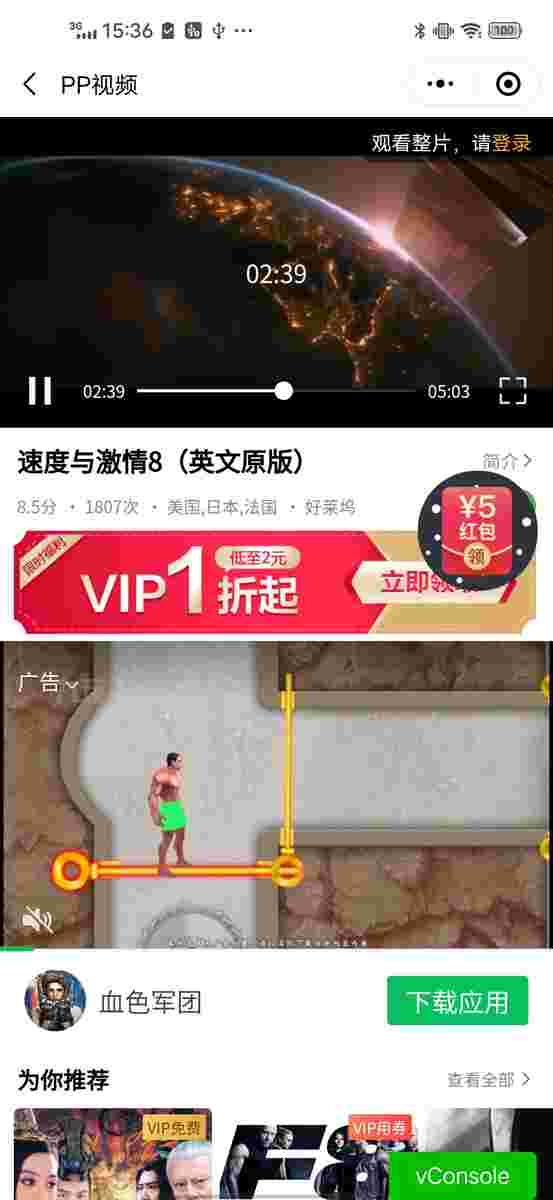 3G 15:36 100
PP视频
观看整片，请登录
02:39
02:39 05:03
速度与激情8（英文原版）
简介
8.5分 · 1807次 · 美国,日本,法国 · 好莱坞
¥5
红包
领
限时福利
VIP1折起
低至2元
立即领
广告
血色军团
下载应用
为你推荐
查看全部
VIP免费
VIP用券
F8
vConsole